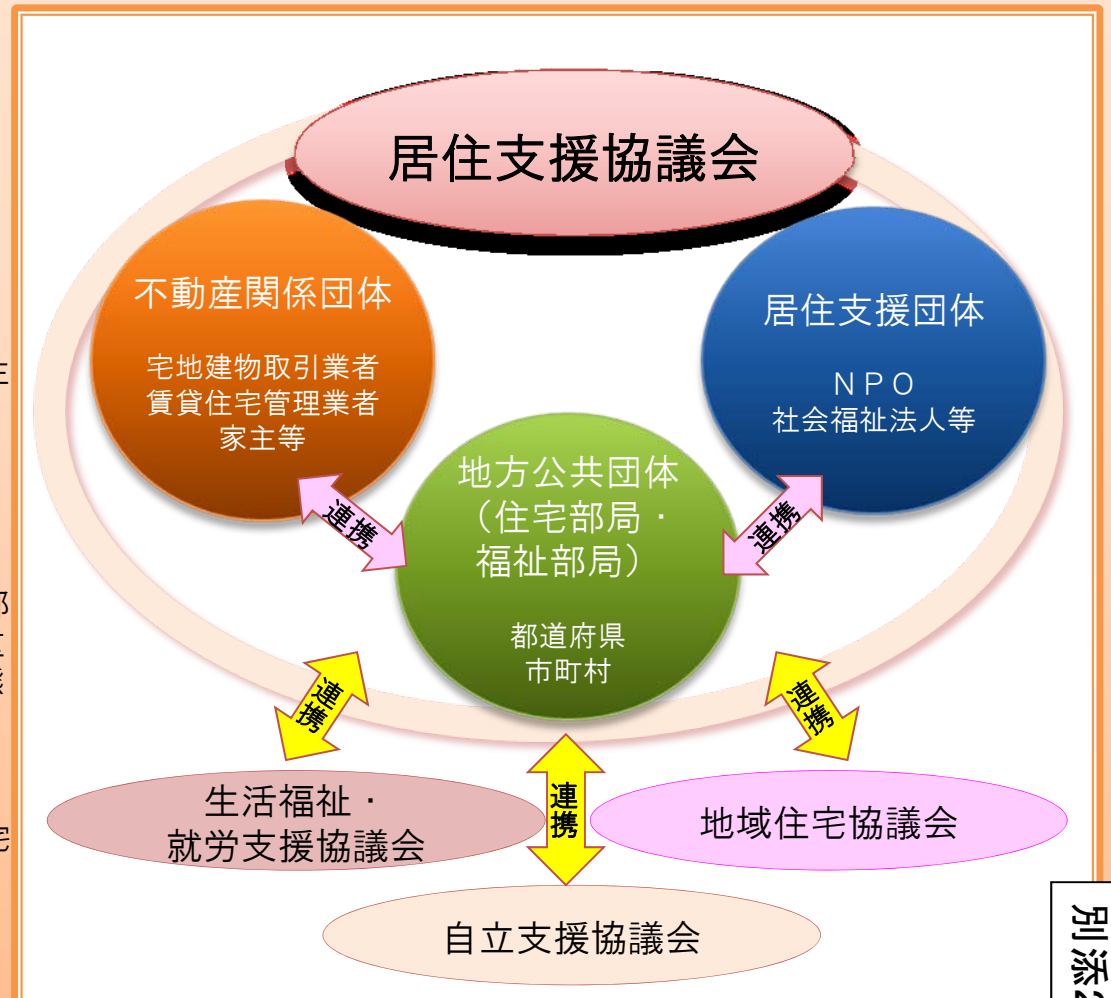 居住支援協議会
不動産関係団体
宅地建物取引業者
賃貸住宅管理業者
家主等
居住支援団体
ＮＰＯ
社会福祉法人等
地方公共団体
（住宅部局・
福祉部局）
都道府県
市町村
連携
連携
連携
連携
連携
生活福祉・
就労支援協議会
地域住宅協議会
自立支援協議会
宅
別添